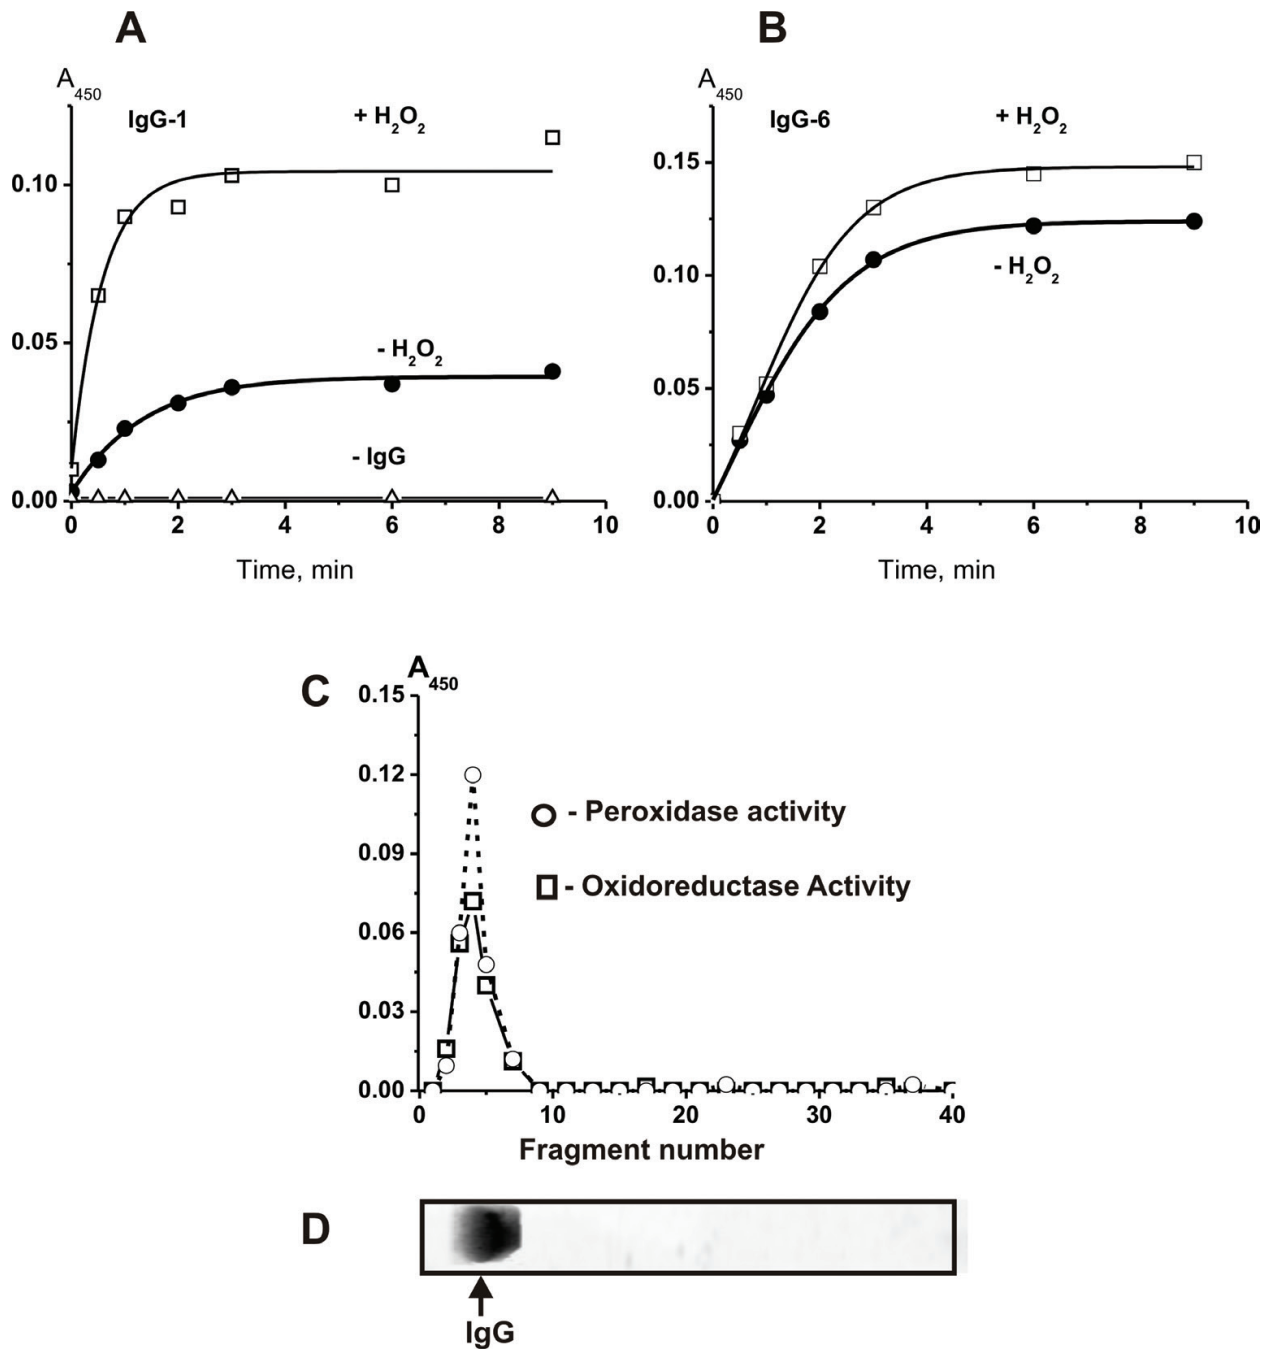 A
B
A450
IgG-1
+ H2O2
0.10
0.05
- H2O2
- IgG
0.00
0 2 4 6 8 10
Time, min
A450
IgG-6
+ H2O2
0.15
0.10
- H2O2
0.05
0.00
0 2 4 6 8 10
Time, min
C
A450
0.15
0.12
0.09
0.06
0.03
0.00
- Peroxidase activity
- Oxidoreductase Activity
0 10 20 30 40
Fragment number
D
IgG